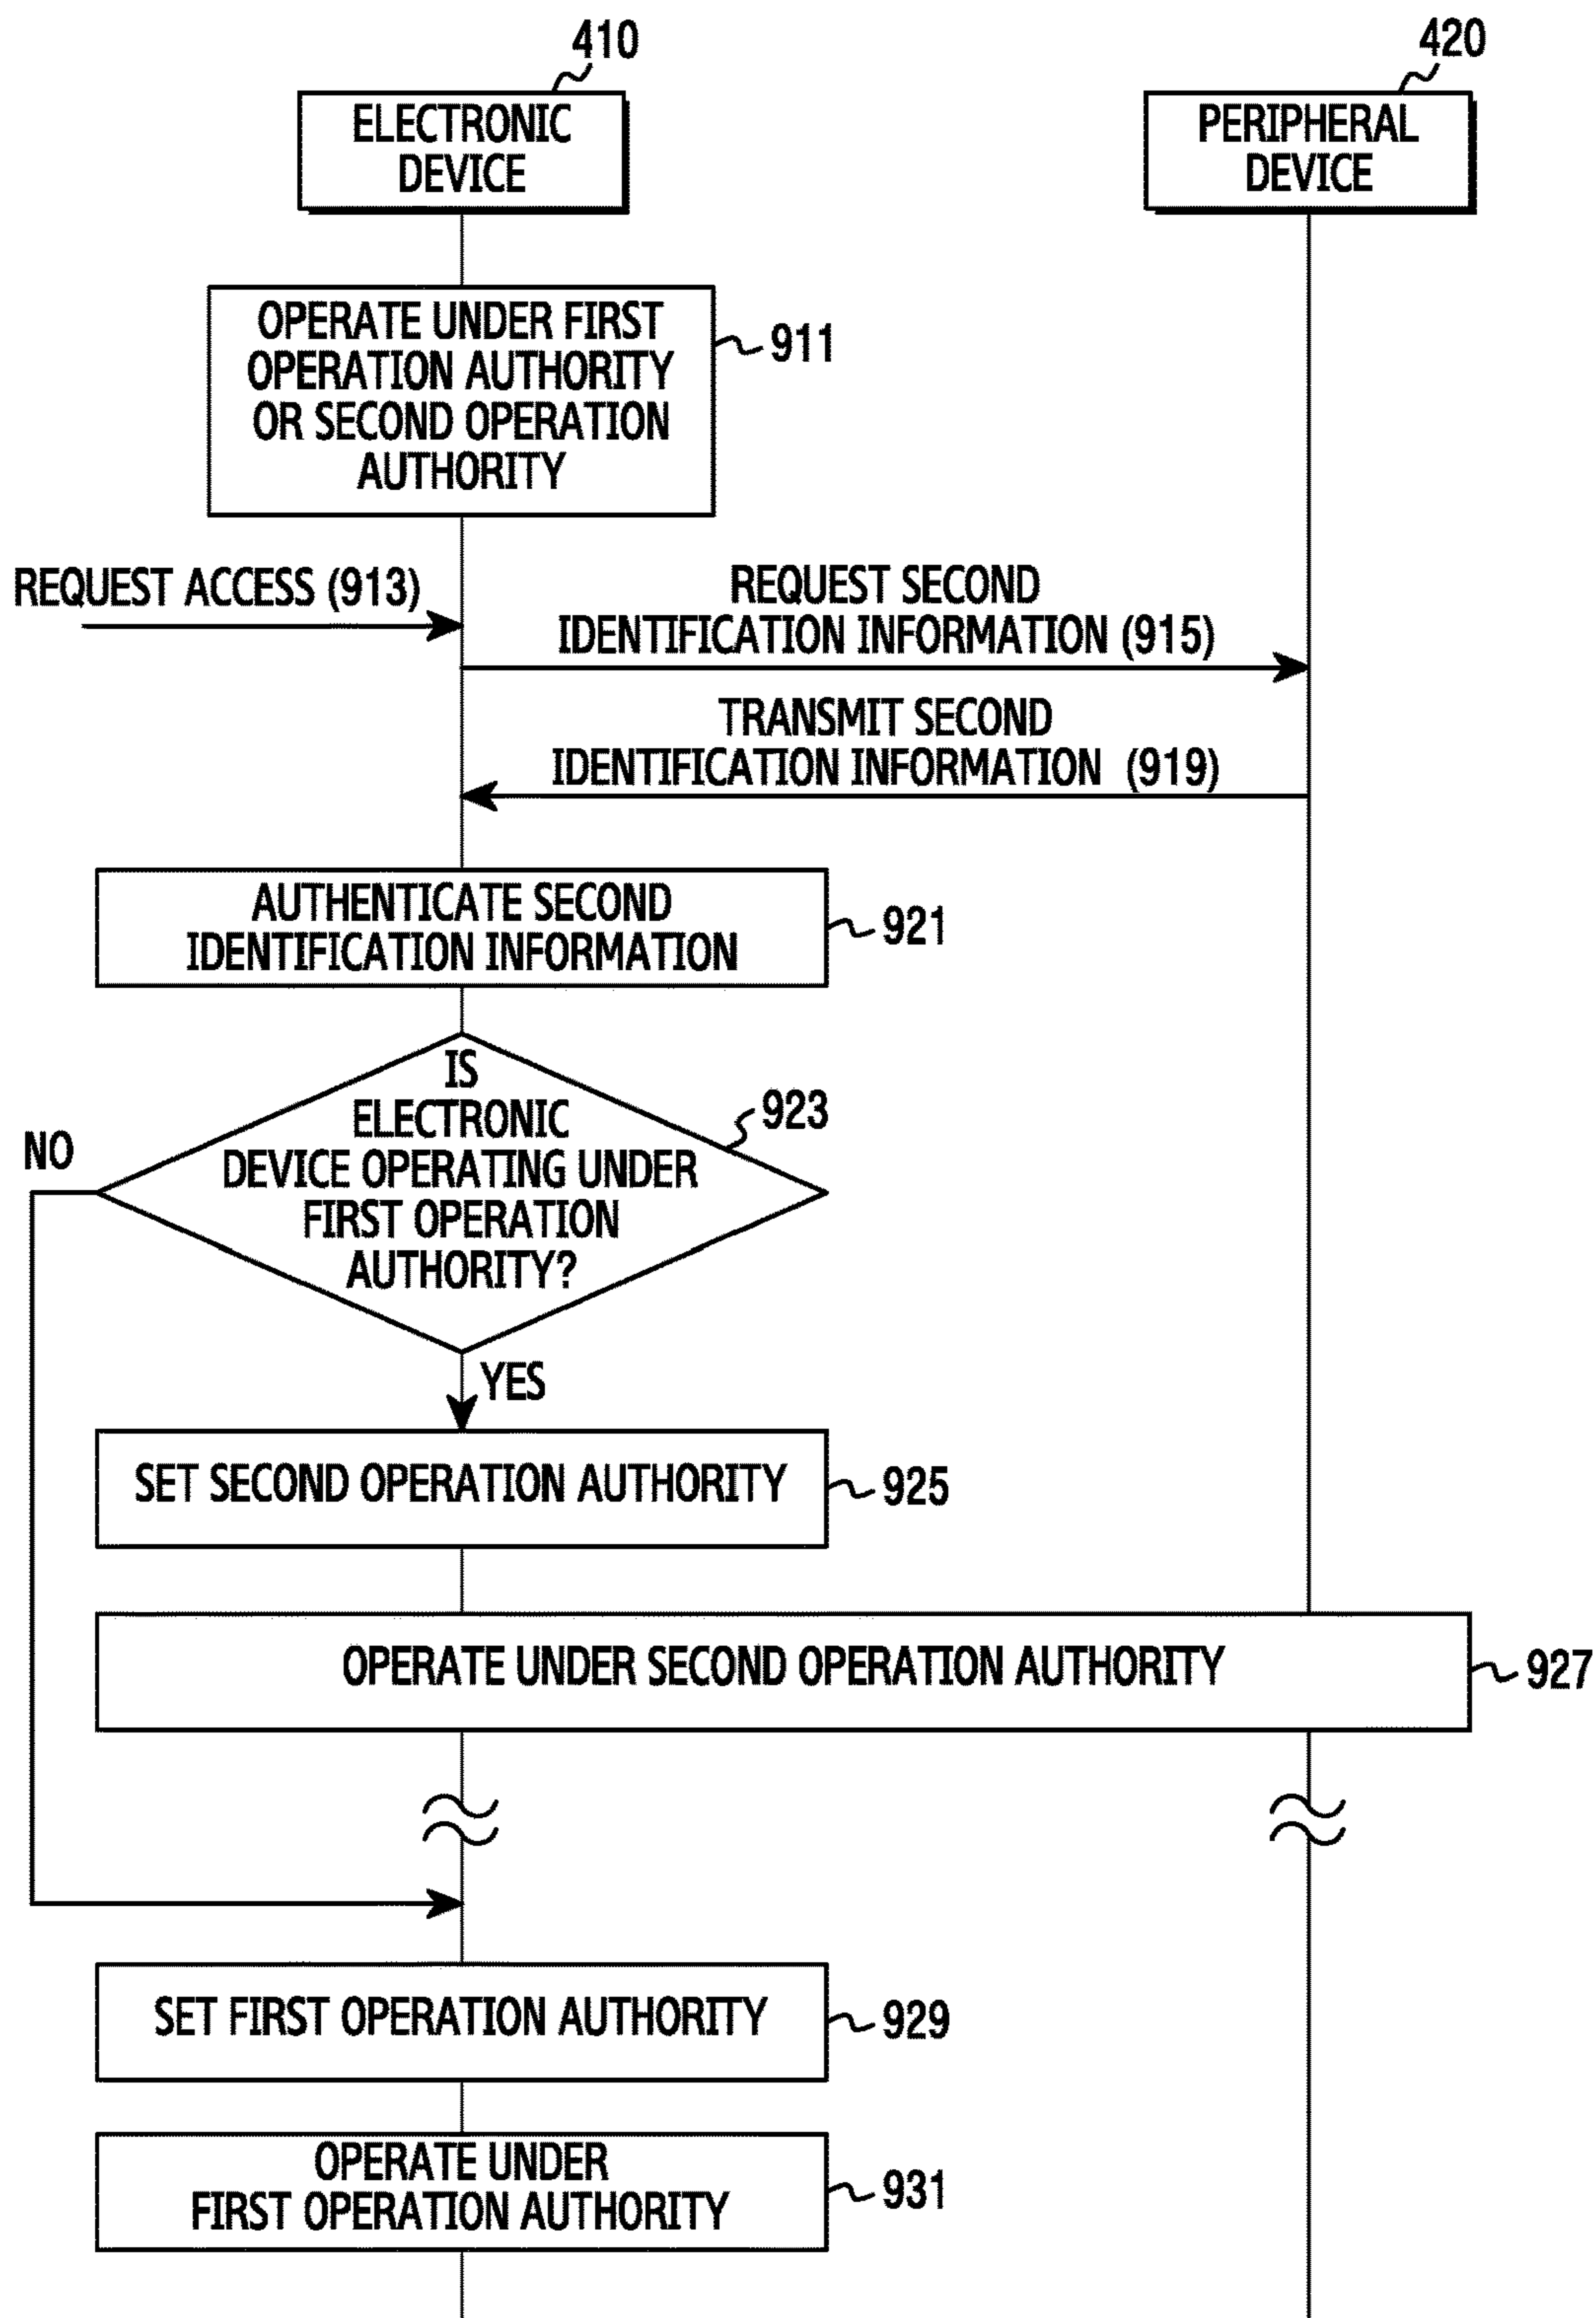 410
420
ELECTRONIC
DEVICE
PERIPHERAL
DEVICE
OPERATE UNDER FIRST
OPERATION AUTHORITY
OR SECOND OPERATION
AUTHORITY
911
REQUEST ACCESS (913)
REQUEST SECOND
IDENTIFICATION INFORMATION (915)
TRANSMIT SECOND
IDENTIFICATION INFORMATION (919)
AUTHENTICATE SECOND
IDENTIFICATION INFORMATION
921
IS
ELECTRONIC
DEVICE OPERATING UNDER
FIRST OPERATION
AUTHORITY?
923
NO
YES
SET SECOND OPERATION AUTHORITY
925
OPERATE UNDER SECOND OPERATION AUTHORITY
927
SET FIRST OPERATION AUTHORITY
929
OPERATE UNDER
FIRST OPERATION AUTHORITY
931